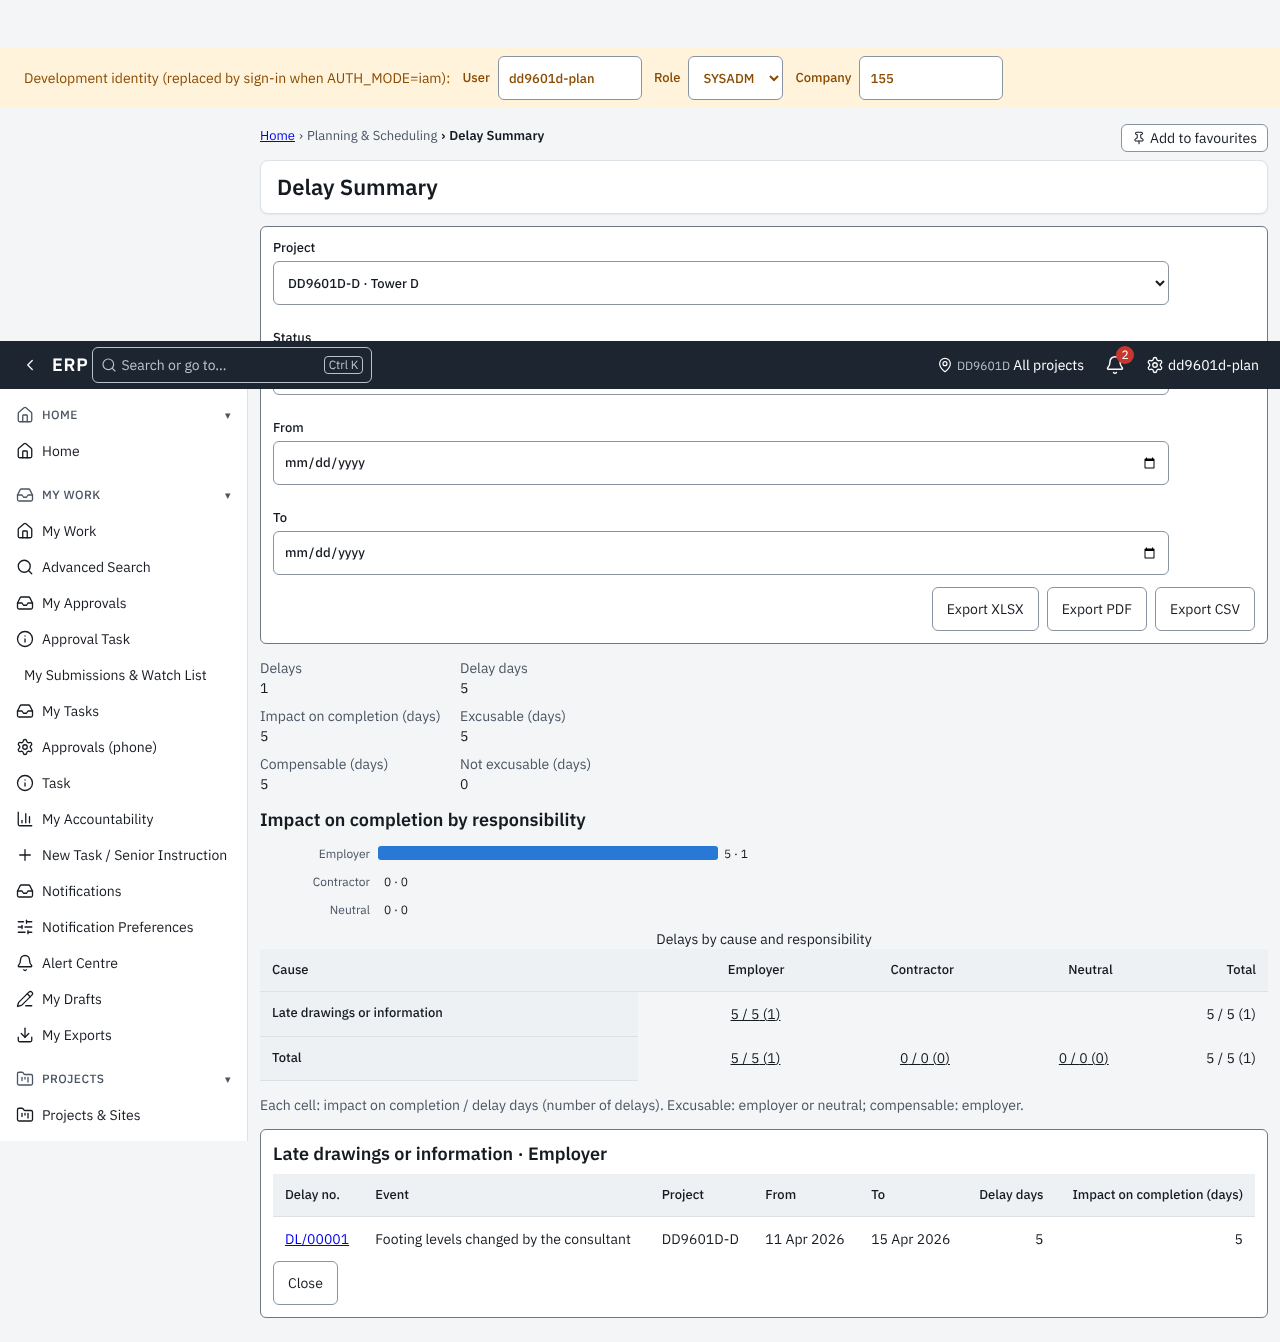 Development identity (replaced by sign-in when AUTH_MODE=iam): User dd9601d-plan Role SYSADM Company 155
Home › Planning & Scheduling › Delay Summary
Add to favourites
Delay Summary
Project
DD9601D-D · Tower D
Status
ERP Search or go to... Ctrl K DD9601D All projects 2 dd9601d-plan
HOME
Home
MY WORK
My Work
Advanced Search
My Approvals
Approval Task
My Submissions & Watch List
My Tasks
Approvals (phone)
Task
My Accountability
New Task / Senior Instruction
Notifications
Notification Preferences
Alert Centre
My Drafts
My Exports
PROJECTS
Projects & Sites
From
mm/dd/yyyy
To
mm/dd/yyyy
Export XLSX Export PDF Export CSV
Delays Delay days
1 5
Impact on completion (days) Excusable (days)
5 5
Compensable (days) Not excusable (days)
5 0
Impact on completion by responsibility
Employer 5 · 1
Contractor 0 · 0
Neutral 0 · 0
Delays by cause and responsibility
Cause Employer Contractor Neutral Total
Late drawings or information 5 / 5 (1) 5 / 5 (1)
Total 5 / 5 (1) 0 / 0 (0) 0 / 0 (0) 5 / 5 (1)
Each cell: impact on completion / delay days (number of delays). Excusable: employer or neutral; compensable: employer.
Late drawings or information · Employer
Delay no. Event Project From To Delay days Impact on completion (days)
DL/00001 Footing levels changed by the consultant DD9601D-D 11 Apr 2026 15 Apr 2026 5 5
Close